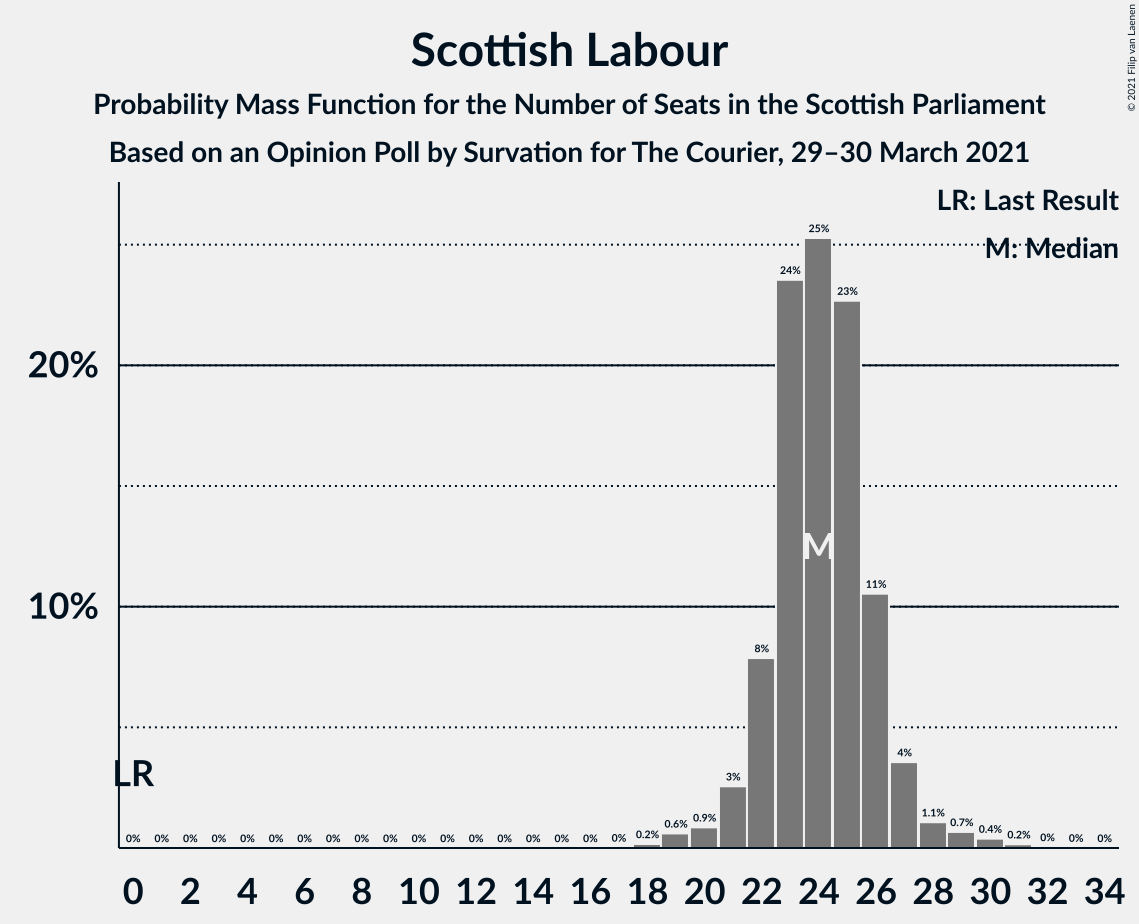 Scottish Labour
Probability Mass Function for the Number of Seats in the Scottish Parliament
Based on an Opinion Poll by Survation for The Courier, 29–30 March 2021
© 2021 Filip van Laenen
LR: Last Result
M: Median
20%
10%
LR
M
0% 0% 0% 0% 0% 0% 0% 0% 0% 0% 0% 0% 0% 0% 0% 0% 0% 0% 0.2% 0.6% 0.9% 3% 8% 24% 25% 23% 11% 4% 1.1% 0.7% 0.4% 0.2% 0% 0% 0%
0 2 4 6 8 10 12 14 16 18 20 22 24 26 28 30 32 34